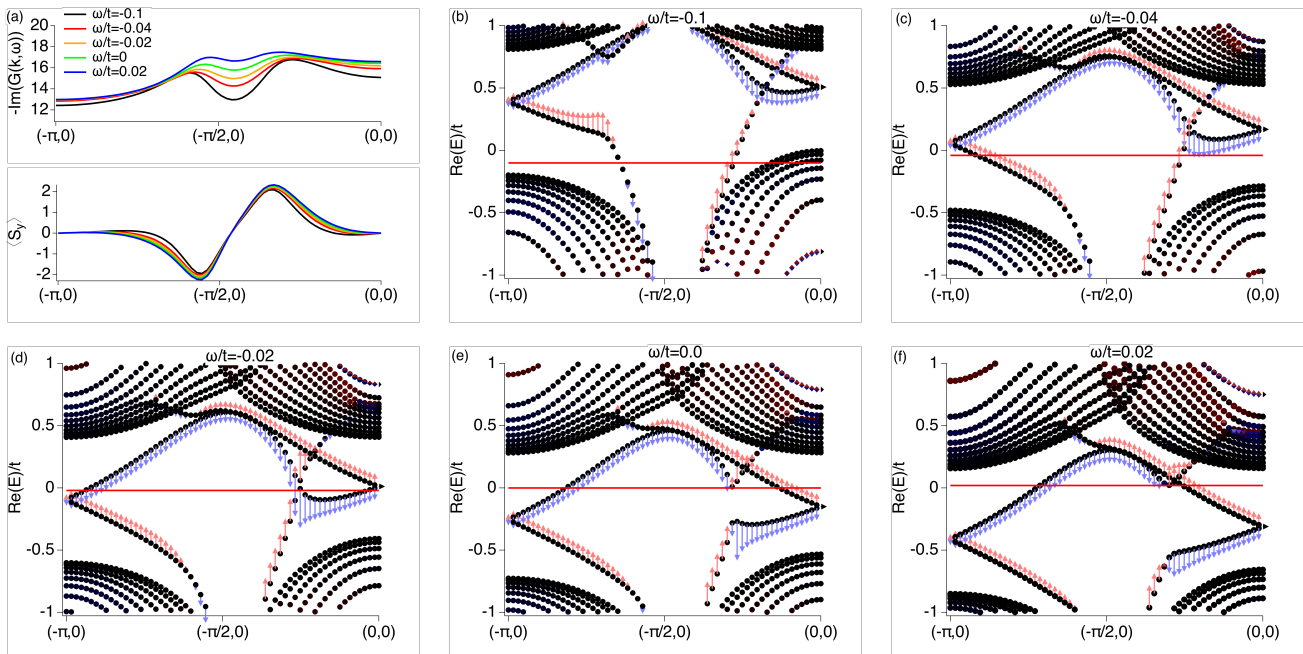 (a)
-Im(G(k,ω))
20
18
16
14
12
ω/t=-0.1
ω/t=-0.04
ω/t=-0.02
ω/t=0
ω/t=0.02
(-π,0)
(-π/2,0)
(0,0)
⟨Sy⟩
2
1
0
-1
-2
(-π,0)
(-π/2,0)
(0,0)
(b)
ω/t=-0.1
Re(E)/t
1
0.5
0
-0.5
-1
(-π,0)
(-π/2,0)
(0,0)
(c)
ω/t=-0.04
Re(E)/t
1
0.5
0
-0.5
-1
(-π,0)
(-π/2,0)
(0,0)
(d)
ω/t=-0.02
Re(E)/t
1
0.5
0
-0.5
-1
(-π,0)
(-π/2,0)
(0,0)
(e)
ω/t=0.0
Re(E)/t
1
0.5
0
-0.5
-1
(-π,0)
(-π/2,0)
(0,0)
(f)
ω/t=0.02
Re(E)/t
1
0.5
0
-0.5
-1
(-π,0)
(-π/2,0)
(0,0)